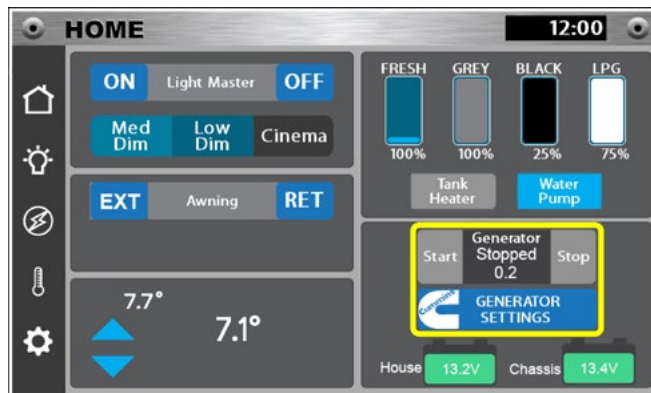 HOME
12:00
ON Light Master OFF
Med Low Cinema
Dim Dim
EXT Awning RET
7.7°
7.1°
FRESH GREY BLACK LPG
100% 100% 25% 75%
Tank
Heater
Water
Pump
Generator
Start Stopped Stop
0.2
Cummins
GENERATOR
SETTINGS
House 13.2V Chassis 13.4V